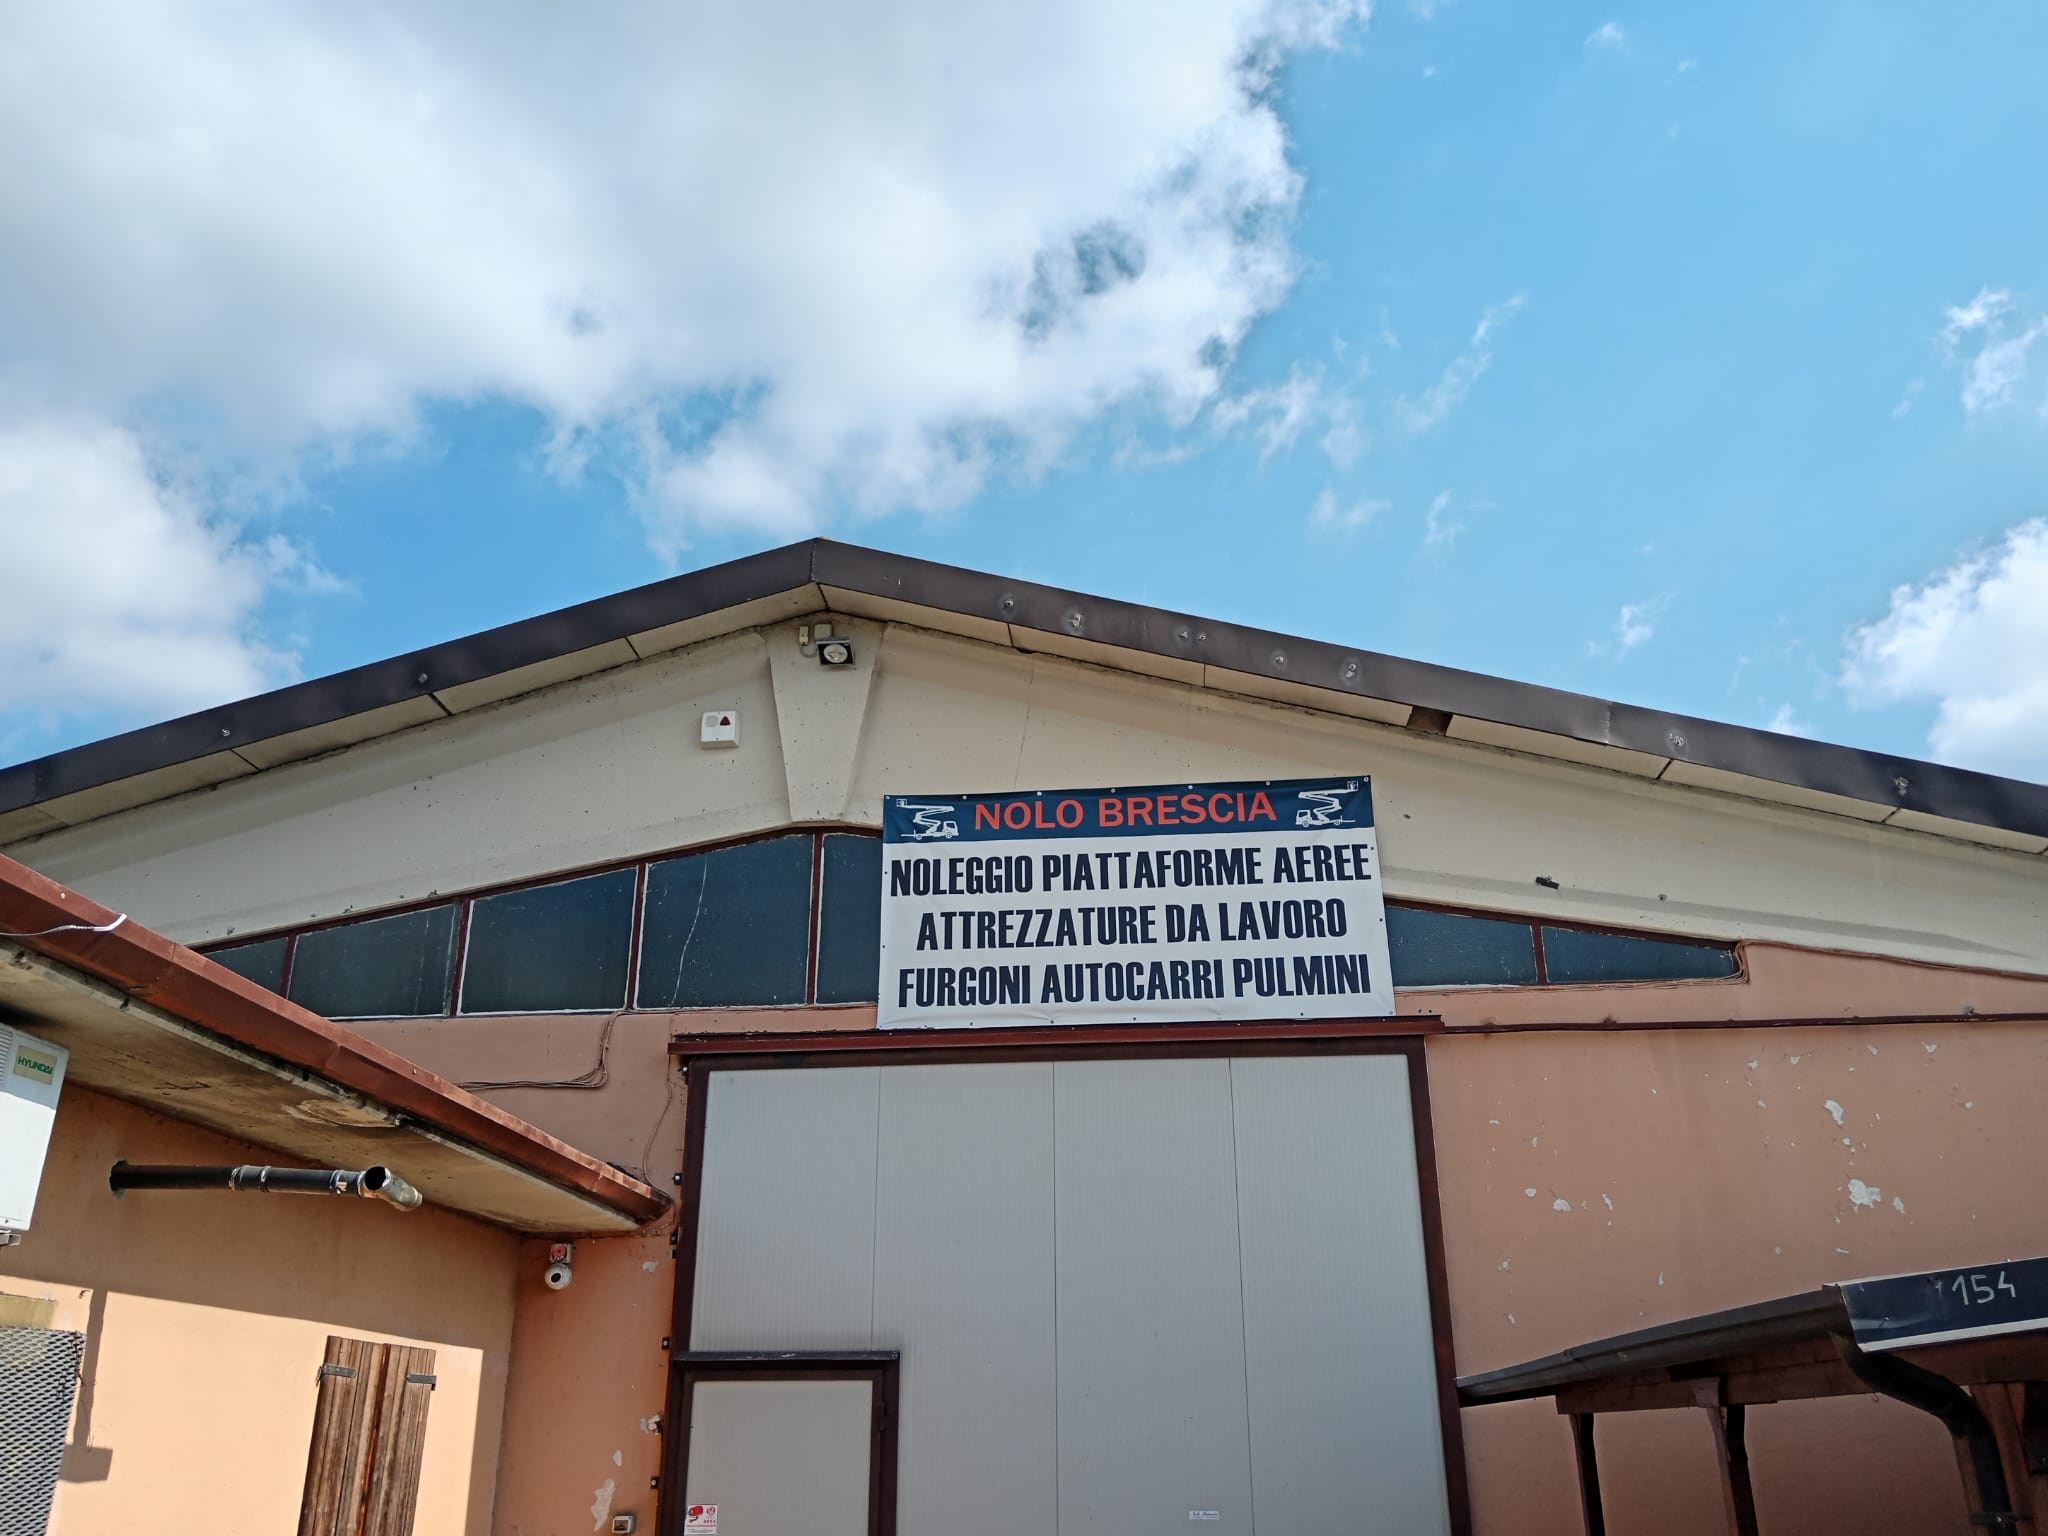 NOLO BRESCIA
NOLEGGIO PIATTAFORME AEREE
ATTREZZATURE DA LAVORO
FURGONI AUTOCARRI PULMINI
HYUNDAI
154